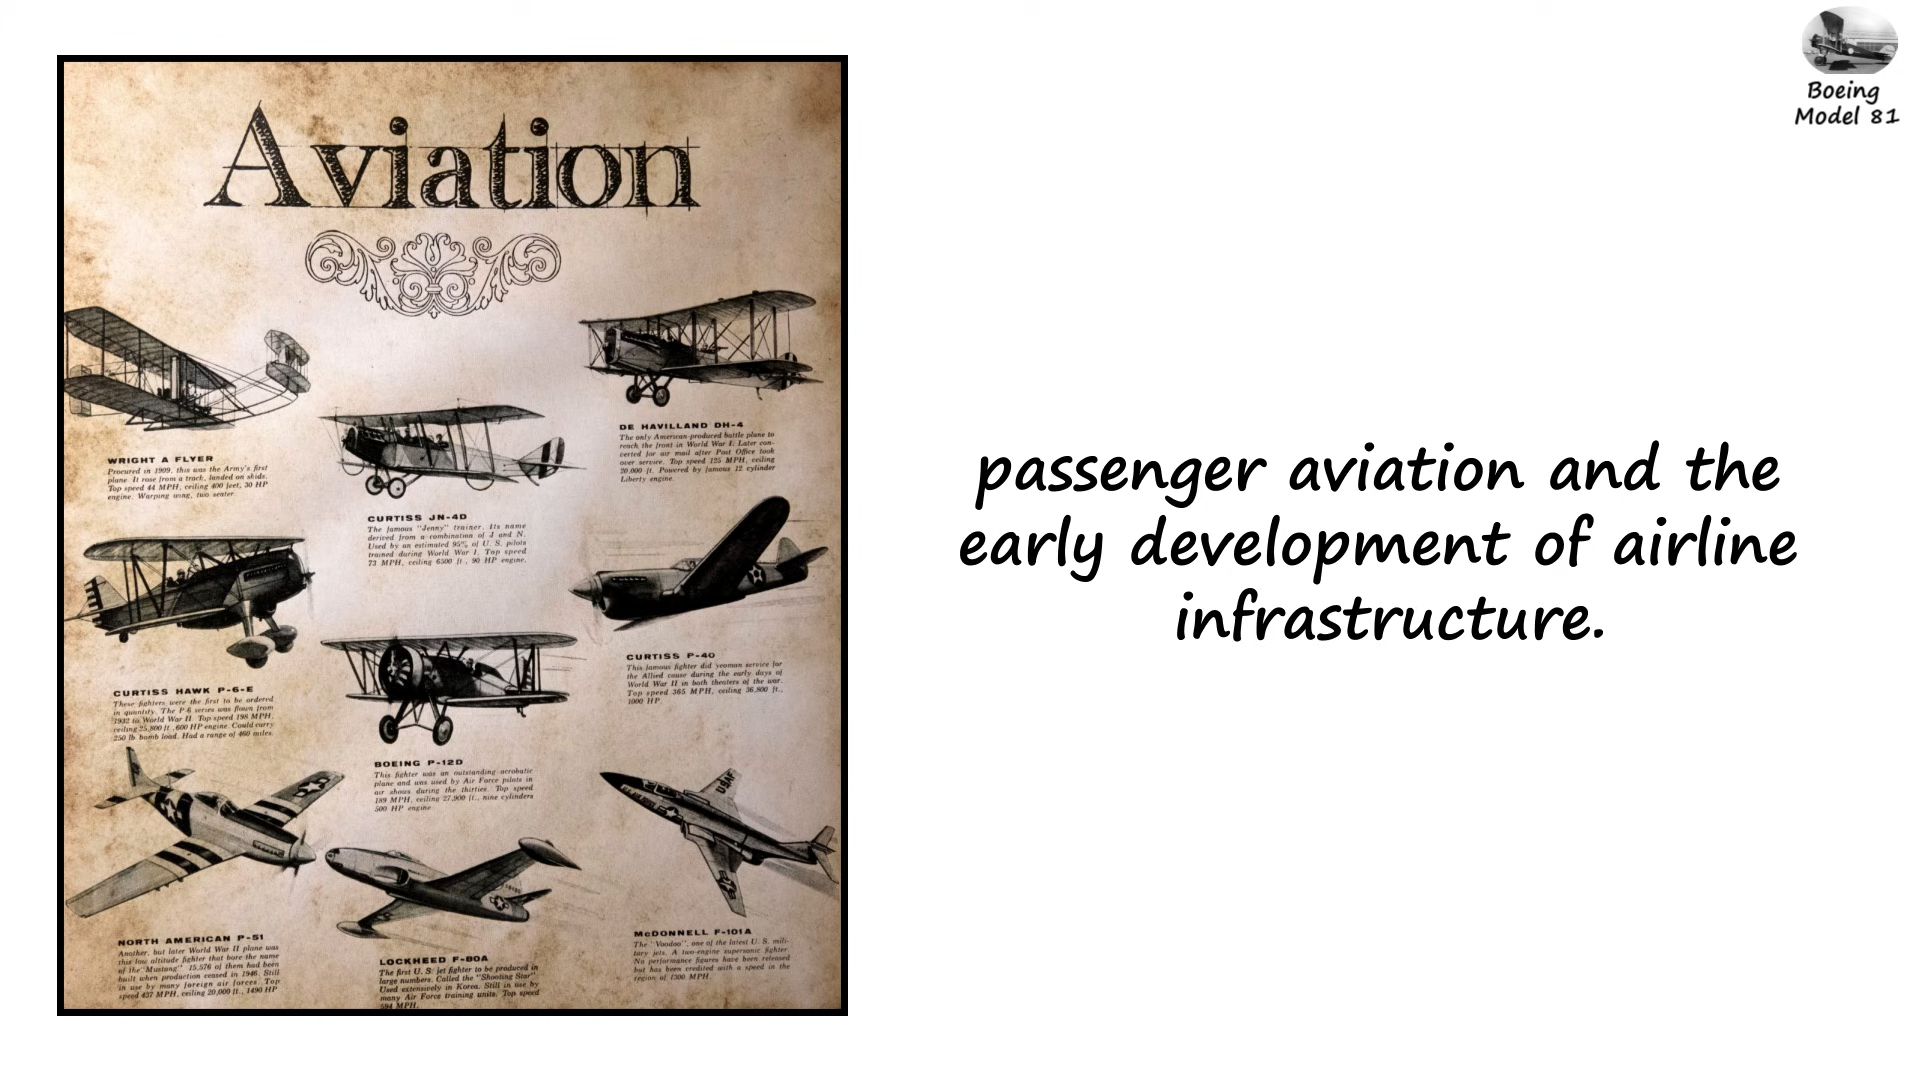 Boeing
Model 81
Aviation
WRIGHT A FLYER
Procured in 1909, this was the Army's first
plane. It rose from a track, landed on skids.
Top speed 44 MPH, ceiling 400 feet, 30 HP
engine. Warping wing, two seater.
DE HAVILLAND DH-4
The only American-produced battle plane to
reach the front in World War I. Later con-
verted for air mail after Post Office took
over service. Top speed 125 MPH, ceiling
20,000 ft. Powered by famous 12 cylinder
Liberty engine.
CURTISS JN-4D
The famous "Jenny" trainer. Its name
derived from a combination of J and N.
Used by an estimated 95% of U. S. pilots
trained during World War I. Top speed
73 MPH, ceiling 6500 ft., 90 HP engine.
CURTISS HAWK P-6-E
These fighters were the first to be ordered
in quantity. The P-6 series was flown from
1932 to World War II. Top speed 198 MPH,
ceiling 25,800 ft., 600 HP engine. Could carry
250 lb bomb load. Had a range of 460 miles.
CURTISS P-40
This famous fighter did yeoman service for
the Allied cause during the early days of
World War II in both theaters of the war.
Top speed 365 MPH, ceiling 36,800 ft.,
1000 HP.
BOEING P-12D
This fighter was an outstanding acrobatic
plane and was used by Air Force pilots in
air shows during the thirties. Top speed
189 MPH, ceiling 27,900 ft., nine cylinders
500 HP engine
USAF
NORTH AMERICAN P-51
Another, but later World War II plane was
this low altitude fighter that bore the name
of the "Mustang" 15,576 of them had been
built when production ceased in 1946. Still
in use by many foreign air forces. Top
speed 437 MPH, ceiling 20,000 ft., 1490 HP
LOCKHEED F-80A
The first U. S. jet fighter to be produced in
large numbers. Called the "Shooting Star".
Used extensively in Korea. Still in use by
many Air Force training units. Top speed
594 MPH.
McDONNELL F-101A
The "Voodoo", one of the latest U. S. mili-
tary jets. A two-engine supersonic fighter.
No performance figures have been released
but has been credited with a speed in the
region of 1200 MPH.
passenger aviation and the
early development of airline
infrastructure.